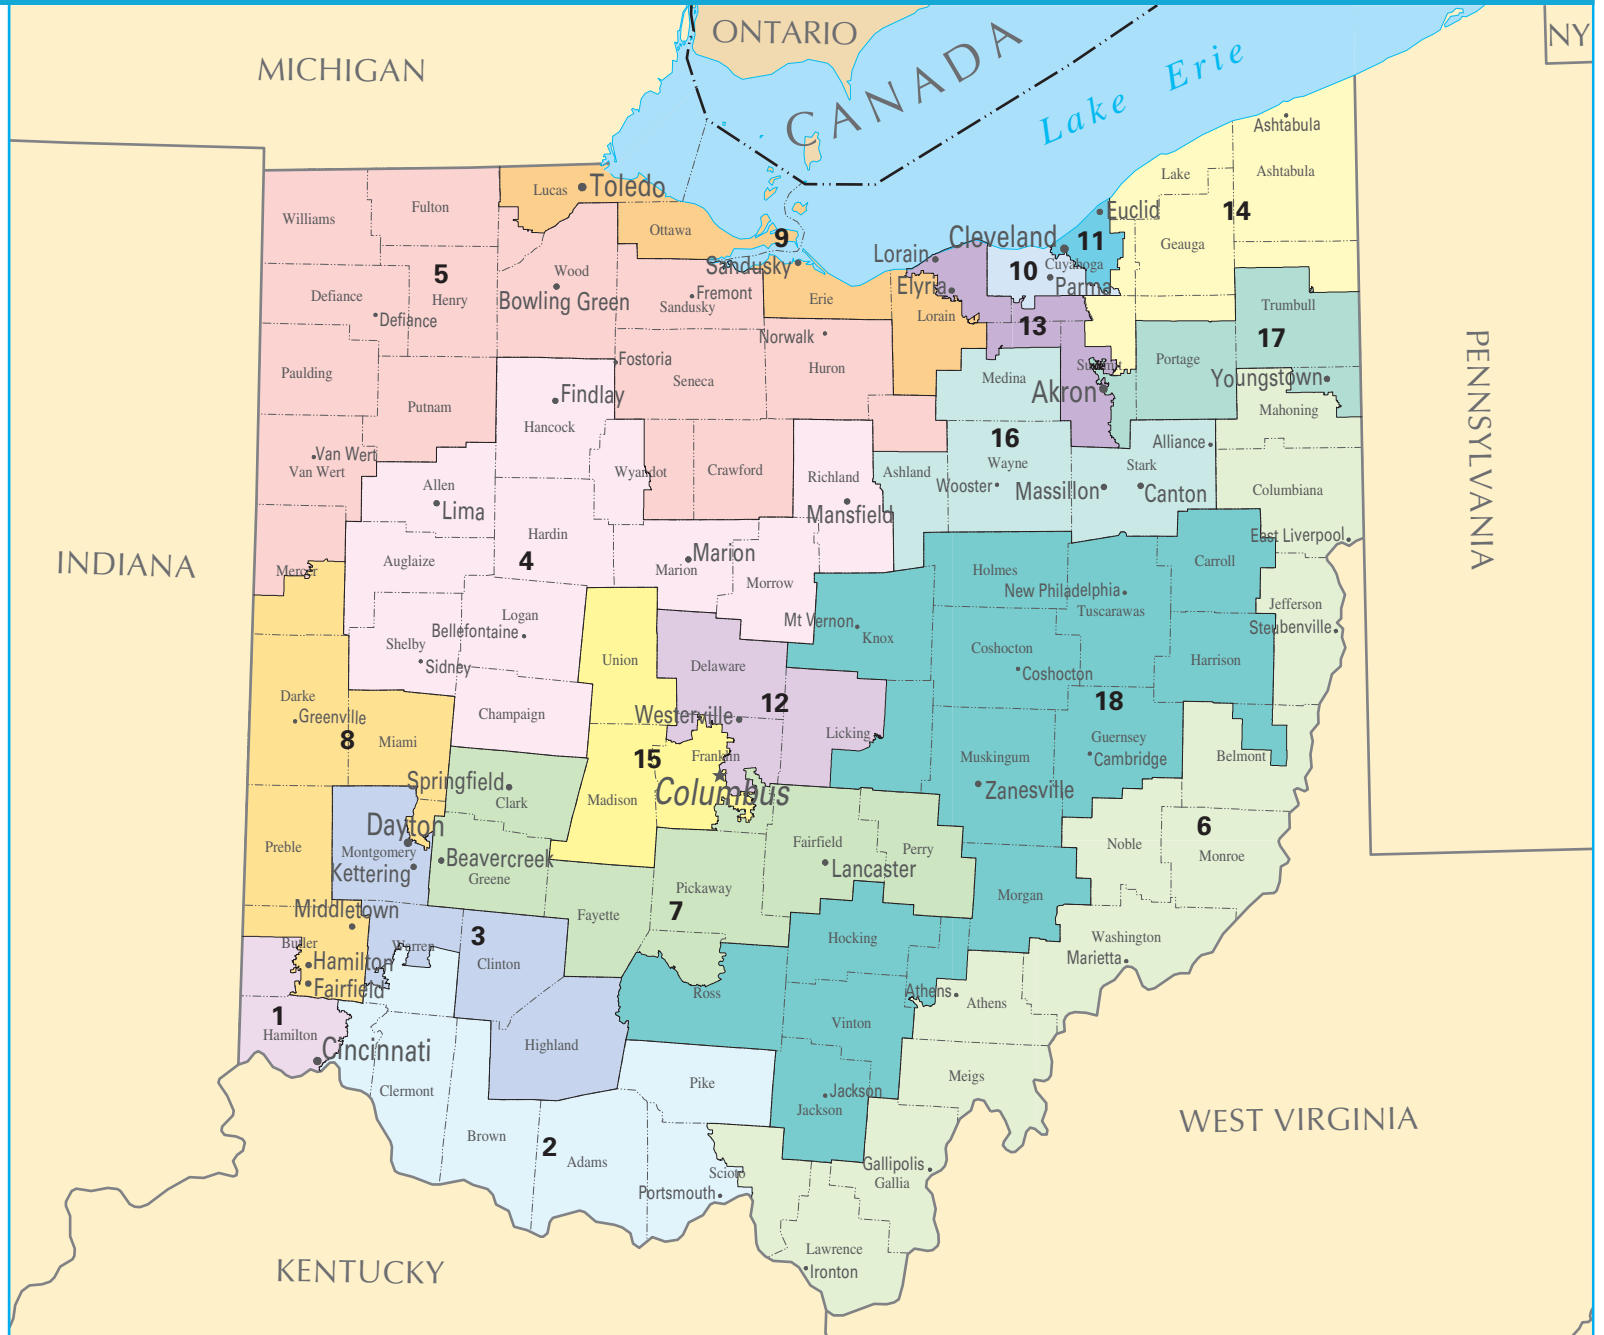 ONTARIO
NY
MICHIGAN
CANADA
Lake Erie
Ashtabula
Ashtabula
Lake
14
Geauga
Lucas
Toledo
Williams
Fulton
Ottawa
9
Euclid
Cleveland
11
Lorain
10
Cuyahoga
Parma
Sandusky
5
Wood
Bowling Green
Henry
Defiance
Defiance
Fremont
Sandusky
Erie
Elyria
Lorain
13
Trumbull
17
Norwalk
Huron
Fostoria
Seneca
Paulding
Putnam
Findlay
Hancock
Medina
Summit
Akron
Portage
Youngstown
Mahoning
PENNSYLVANIA
Van Wert
Van Wert
Allen
Lima
Wyandot
Crawford
Richland
Mansfield
Ashland
16
Wayne
Wooster
Massillon
Stark
Alliance
Canton
Columbiana
East Liverpool
INDIANA
Mercer
Auglaize
Hardin
4
Marion
Marion
Morrow
Holmes
New Philadelphia
Tuscarawas
Carroll
Jefferson
Steubenville
Logan
Bellefontaine
Shelby
Sidney
Mt Vernon
Knox
Union
Delaware
Coshocton
Coshocton
Harrison
Darke
Greenville
8
Miami
Champaign
Westerville
12
Licking
18
Guernsey
Cambridge
Belmont
15
Franklin
Columbus
Madison
Muskingum
Zanesville
Springfield
Clark
Dayton
Montgomery
Kettering
Preble
Beavercreek
Greene
Fairfield
Lancaster
Perry
Noble
6
Monroe
Fayette
Pickaway
7
Morgan
Middletown
Butler
Hamilton
Fairfield
Warren
3
Clinton
Hocking
Washington
Marietta
Ross
Athens
Athens
1
Hamilton
Cincinnati
Highland
Vinton
Clermont
Pike
Jackson
Jackson
Meigs
WEST VIRGINIA
Brown
2
Adams
Scioto
Portsmouth
Gallipolis
Gallia
Lawrence
Ironton
KENTUCKY